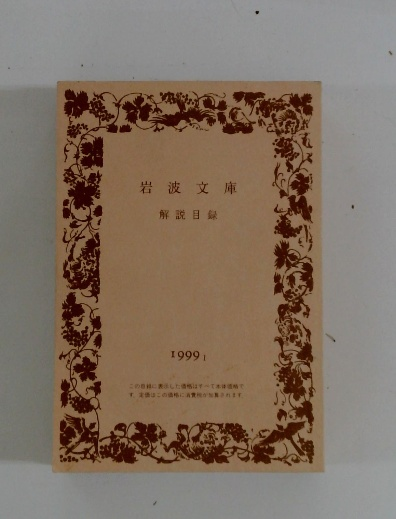 岩波文庫
解説目録
1999 1
この目録に表示した価格はすべて本体価格で
す. 定価はこの価格に消費税が加算されます.